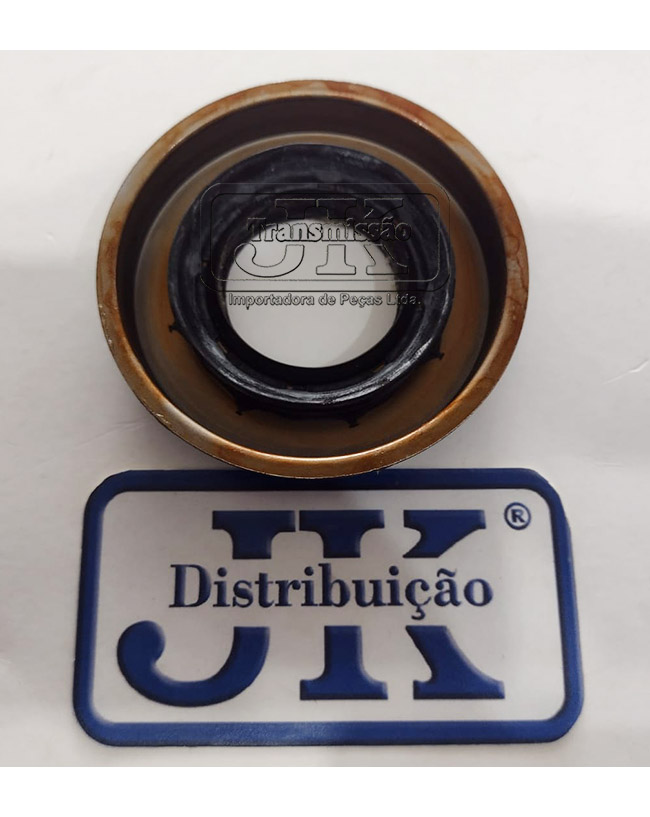 JK
Transmissão
Importadora de Peças Ltda.
JK ®
Distribuição